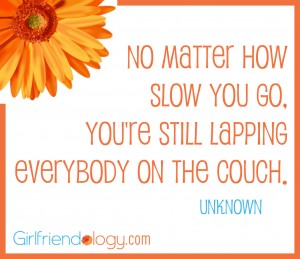 No matter how
slow you go,
you're still lapping
everybody on the couch.
unknown
Girlfriendology.com